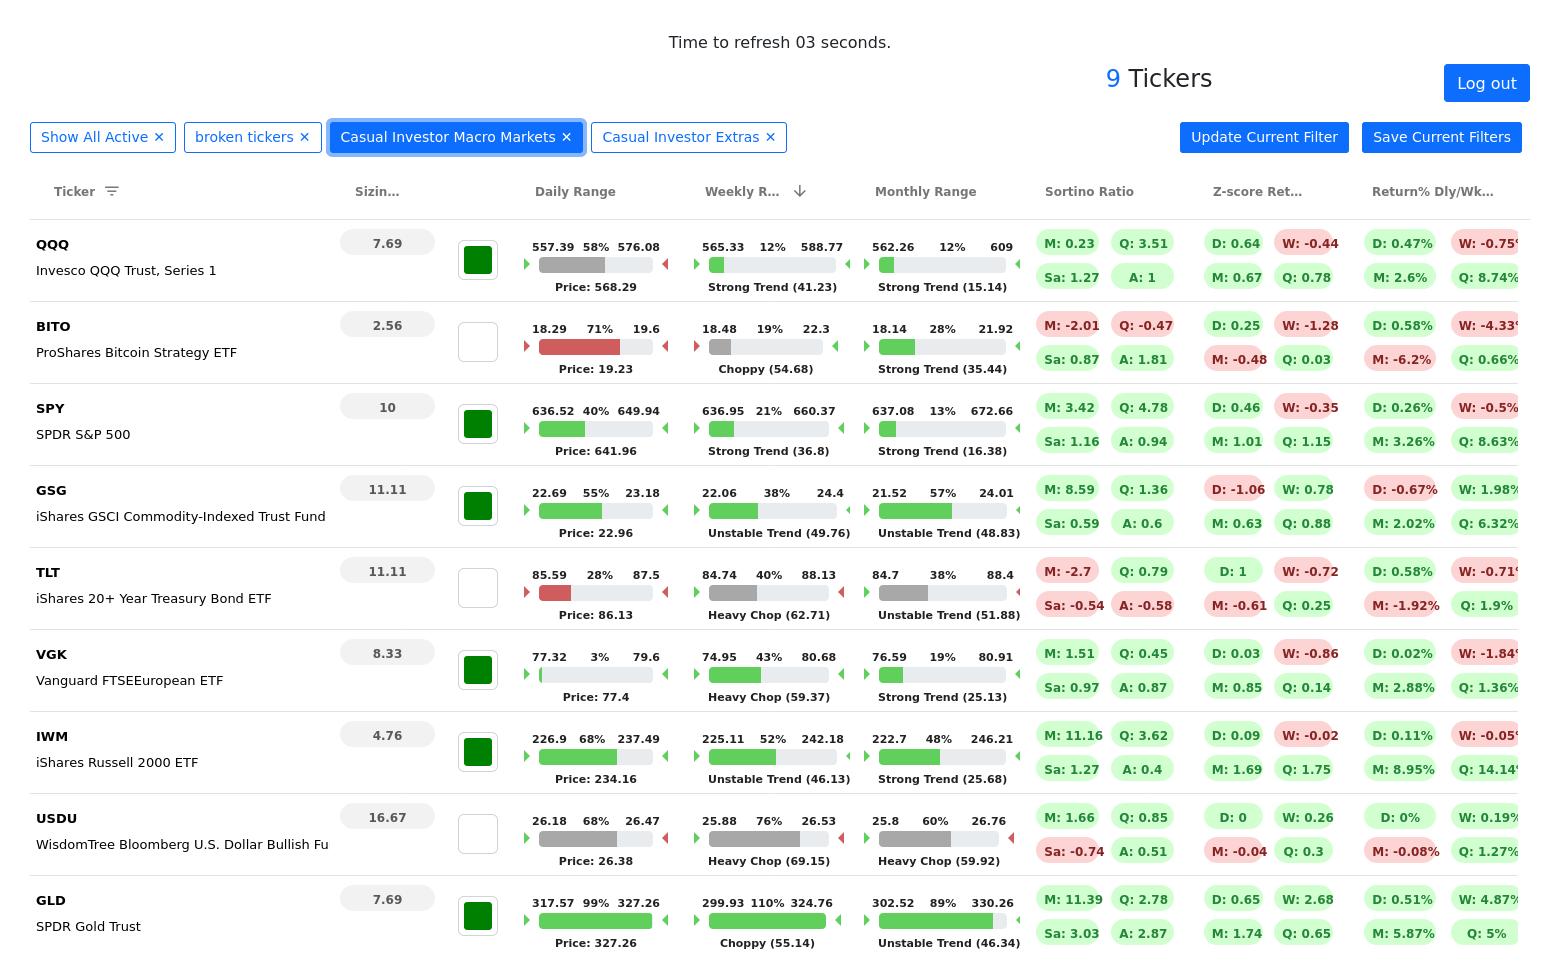 Time to refresh 03 seconds.
9 Tickers
Log out
Show All Active ✕ broken tickers ✕ Casual Investor Macro Markets ✕ Casual Investor Extras ✕ Update Current Filter Save Current Filters
Ticker Sizin... Daily Range Weekly R... Monthly Range Sortino Ratio Z-score Ret... Return% Dly/Wk...
QQQ 7.69 557.39 58% 576.08 565.33 12% 588.77 562.26 12% 609 M: 0.23 Q: 3.51 D: 0.64 W: -0.44 D: 0.47% W: -0.75%
Invesco QQQ Trust, Series 1 Sa: 1.27 A: 1 M: 0.67 Q: 0.78 M: 2.6% Q: 8.74%
Price: 568.29 Strong Trend (41.23) Strong Trend (15.14)
BITO 2.56 18.29 71% 19.6 18.48 19% 22.3 18.14 28% 21.92 M: -2.01 Q: -0.47 D: 0.25 W: -1.28 D: 0.58% W: -4.33%
ProShares Bitcoin Strategy ETF Sa: 0.87 A: 1.81 M: -0.48 Q: 0.03 M: -6.2% Q: 0.66%
Price: 19.23 Choppy (54.68) Strong Trend (35.44)
SPY 10 636.52 40% 649.94 636.95 21% 660.37 637.08 13% 672.66 M: 3.42 Q: 4.78 D: 0.46 W: -0.35 D: 0.26% W: -0.5%
SPDR S&P 500 Sa: 1.16 A: 0.94 M: 1.01 Q: 1.15 M: 3.26% Q: 8.63%
Price: 641.96 Strong Trend (36.8) Strong Trend (16.38)
GSG 11.11 22.69 55% 23.18 22.06 38% 24.4 21.52 57% 24.01 M: 8.59 Q: 1.36 D: -1.06 W: 0.78 D: -0.67% W: 1.98%
iShares GSCI Commodity-Indexed Trust Fund Sa: 0.59 A: 0.6 M: 0.63 Q: 0.88 M: 2.02% Q: 6.32%
Price: 22.96 Unstable Trend (49.76) Unstable Trend (48.83)
TLT 11.11 85.59 28% 87.5 84.74 40% 88.13 84.7 38% 88.4 M: -2.7 Q: 0.79 D: 1 W: -0.72 D: 0.58% W: -0.71%
iShares 20+ Year Treasury Bond ETF Sa: -0.54 A: -0.58 M: -0.61 Q: 0.25 M: -1.92% Q: 1.9%
Price: 86.13 Heavy Chop (62.71) Unstable Trend (51.88)
VGK 8.33 77.32 3% 79.6 74.95 43% 80.68 76.59 19% 80.91 M: 1.51 Q: 0.45 D: 0.03 W: -0.86 D: 0.02% W: -1.84%
Vanguard FTSEEuropean ETF Sa: 0.97 A: 0.87 M: 0.85 Q: 0.14 M: 2.88% Q: 1.36%
Price: 77.4 Heavy Chop (59.37) Strong Trend (25.13)
IWM 4.76 226.9 68% 237.49 225.11 52% 242.18 222.7 48% 246.21 M: 11.16 Q: 3.62 D: 0.09 W: -0.02 D: 0.11% W: -0.05%
iShares Russell 2000 ETF Sa: 1.27 A: 0.4 M: 1.69 Q: 1.75 M: 8.95% Q: 14.14%
Price: 234.16 Unstable Trend (46.13) Strong Trend (25.68)
USDU 16.67 26.18 68% 26.47 25.88 76% 26.53 25.8 60% 26.76 M: 1.66 Q: 0.85 D: 0 W: 0.26 D: 0% W: 0.19%
WisdomTree Bloomberg U.S. Dollar Bullish Fu Sa: -0.74 A: 0.51 M: -0.04 Q: 0.3 M: -0.08% Q: 1.27%
Price: 26.38 Heavy Chop (69.15) Heavy Chop (59.92)
GLD 7.69 317.57 99% 327.26 299.93 110% 324.76 302.52 89% 330.26 M: 11.39 Q: 2.78 D: 0.65 W: 2.68 D: 0.51% W: 4.87%
SPDR Gold Trust Sa: 3.03 A: 2.87 M: 1.74 Q: 0.65 M: 5.87% Q: 5%
Price: 327.26 Choppy (55.14) Unstable Trend (46.34)